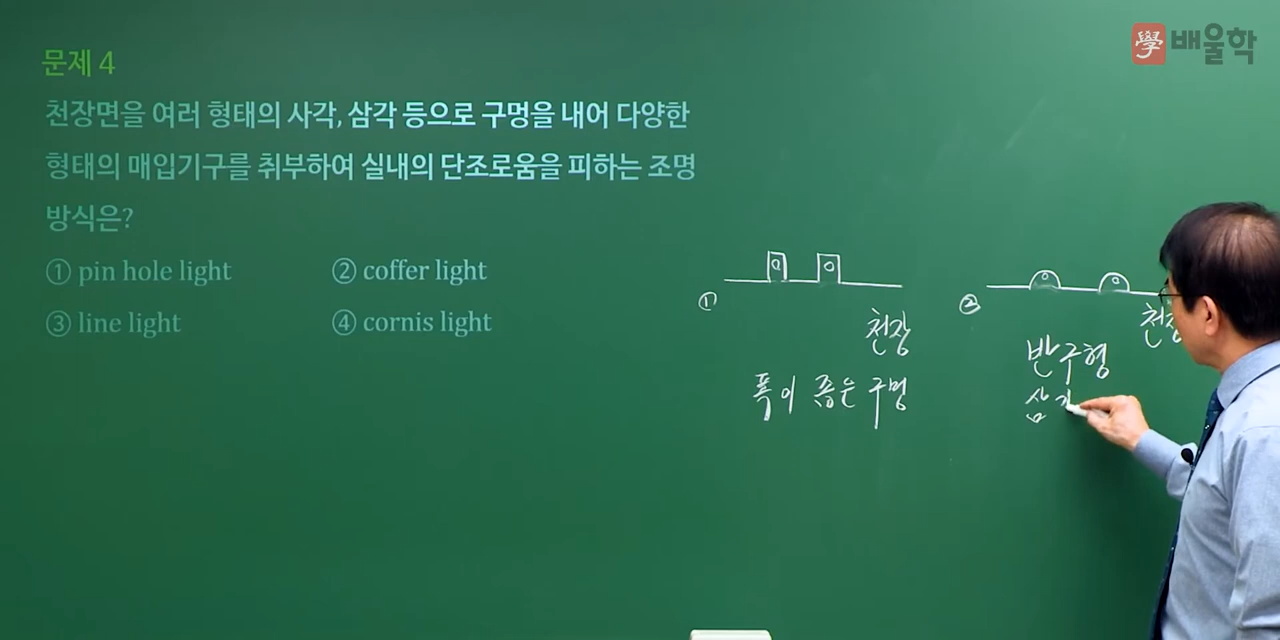 學 배울학
문제 4
천장면을 여러 형태의 사각, 삼각 등으로 구멍을 내어 다양한
형태의 매입기구를 취부하여 실내의 단조로움을 피하는 조명
방식은?
① pin hole light ② coffer light
③ line light ④ cornis light
①
천장
폭이 좁은 구멍
②
천장
반구형
삼